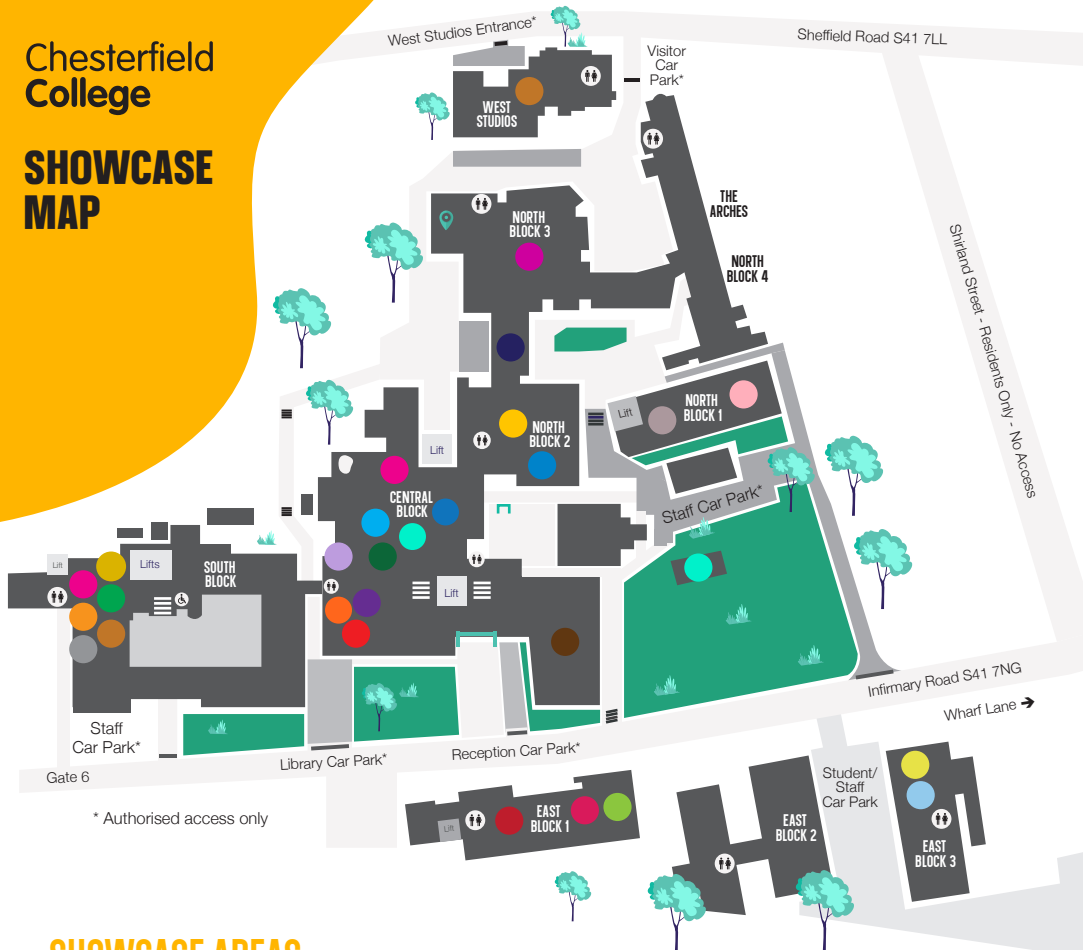 Chesterfield
College
SHOWCASE
MAP
West Studios Entrance*
Sheffield Road S41 7LL
Visitor
Car
Park*
WEST
STUDIOS
THE
ARCHES
NORTH
BLOCK 3
NORTH
BLOCK 4
Shirland Street - Residents Only - No Access
Lift
NORTH
BLOCK 1
NORTH
BLOCK 2
Lift
CENTRAL
BLOCK
Staff Car Park*
Lift
Lifts
SOUTH
BLOCK
Lift
Infirmary Road S41 7NG
Wharf Lane
Staff
Car Park*
Library Car Park*
Reception Car Park*
Gate 6
Student/
Staff
Car Park
* Authorised access only
Lift
EAST
BLOCK 1
EAST
BLOCK 2
EAST
BLOCK 3
SHOWCASE AREAS